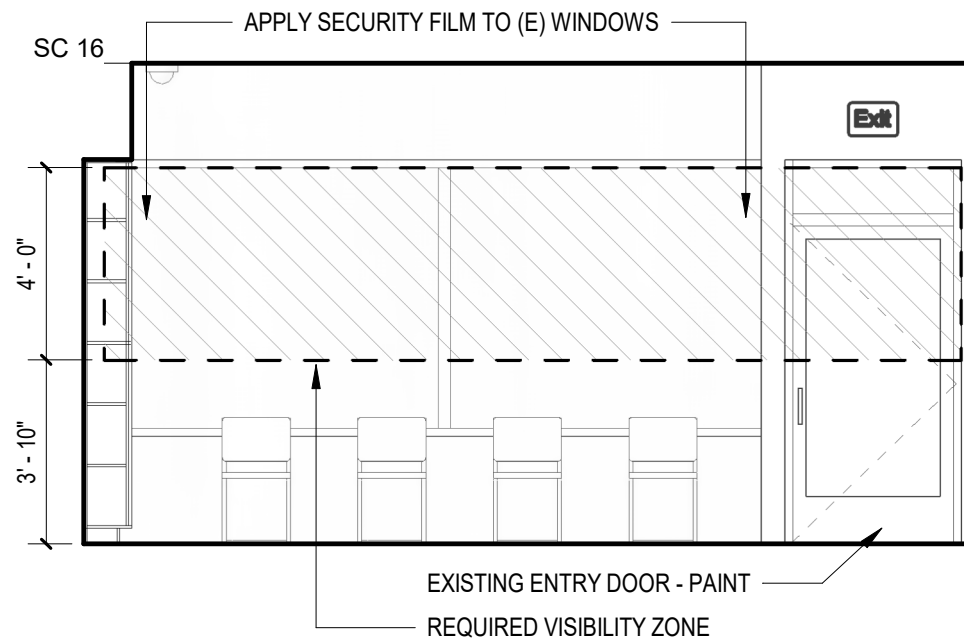 APPLY SECURITY FILM TO (E) WINDOWS
SC 16
Exit
4' - 0"
3' - 10"
EXISTING ENTRY DOOR - PAINT
REQUIRED VISIBILITY ZONE